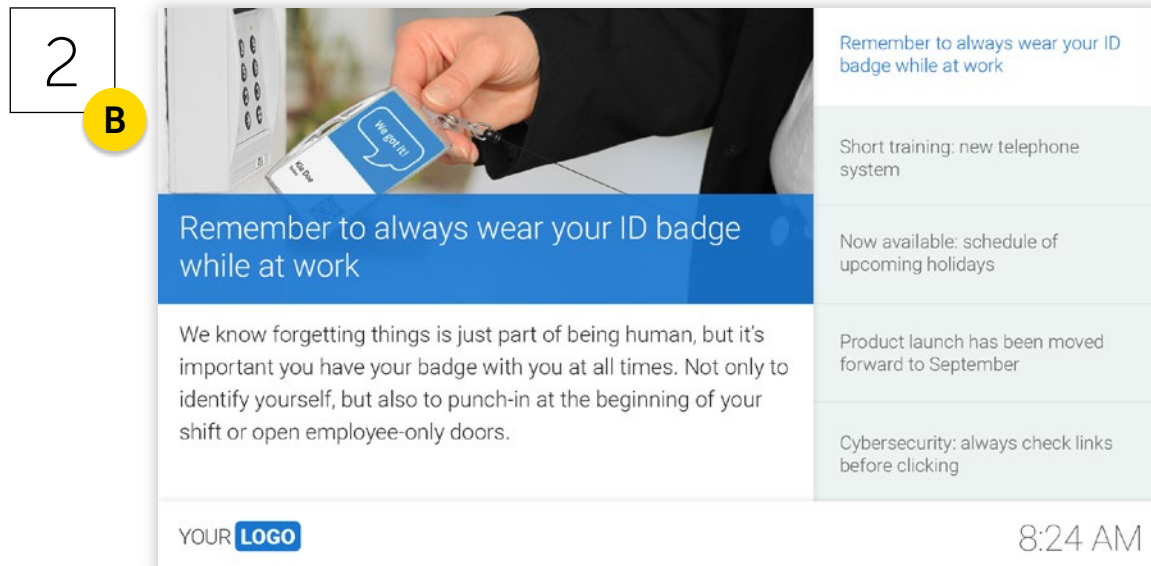 2
B
We got it!
Kia Doe
Remember to always wear your ID badge
while at work
We know forgetting things is just part of being human, but it's
important you have your badge with you at all times. Not only to
identify yourself, but also to punch-in at the beginning of your
shift or open employee-only doors.
Remember to always wear your ID
badge while at work
Short training: new telephone
system
Now available: schedule of
upcoming holidays
Product launch has been moved
forward to September
Cybersecurity: always check links
before clicking
YOUR LOGO
8:24 AM